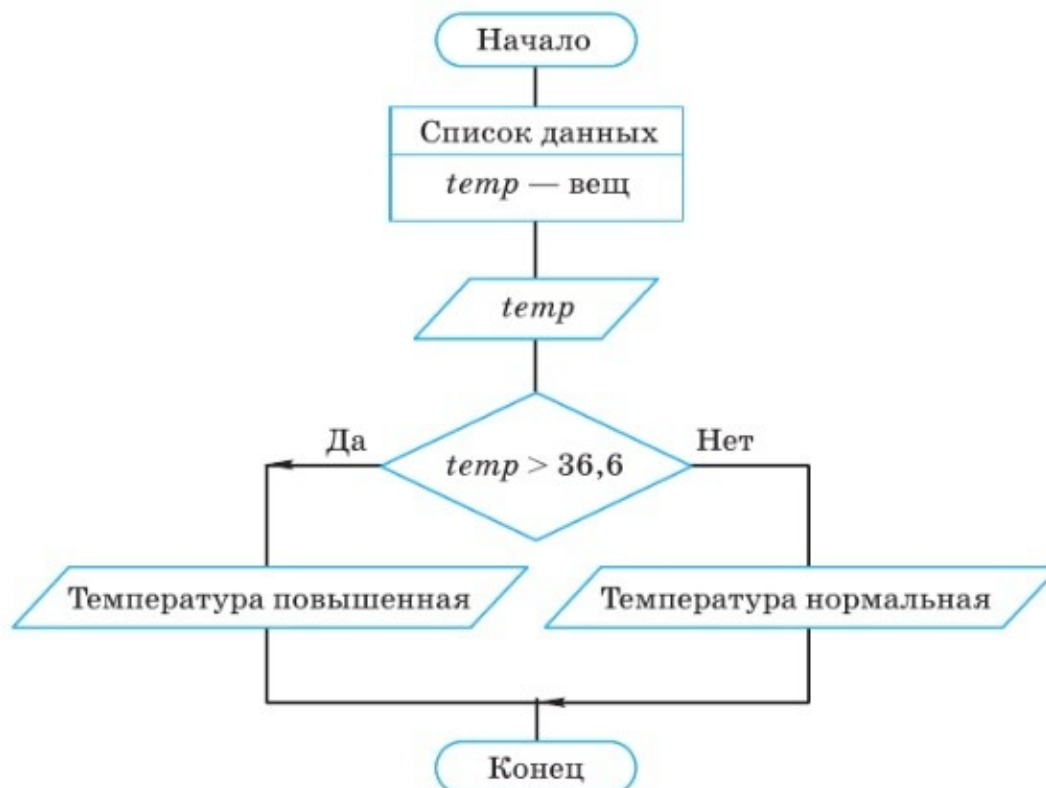 Начало
Список данных
temp — вещ
temp
Да
Нет
temp > 36,6
Температура повышенная
Температура нормальная
Конец